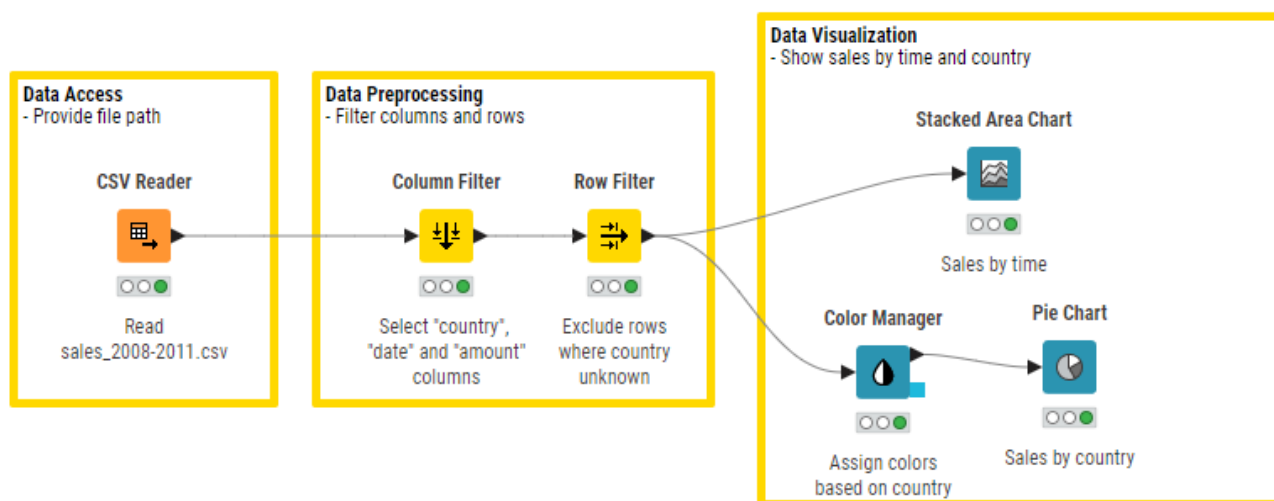 Data Access
- Provide file path
CSV Reader
Read
sales_2008-2011.csv
Data Preprocessing
- Filter columns and rows
Column Filter
Select "country",
"date" and "amount"
columns
Row Filter
Exclude rows
where country
unknown
Data Visualization
- Show sales by time and country
Stacked Area Chart
Sales by time
Color Manager
Assign colors
based on country
Pie Chart
Sales by country